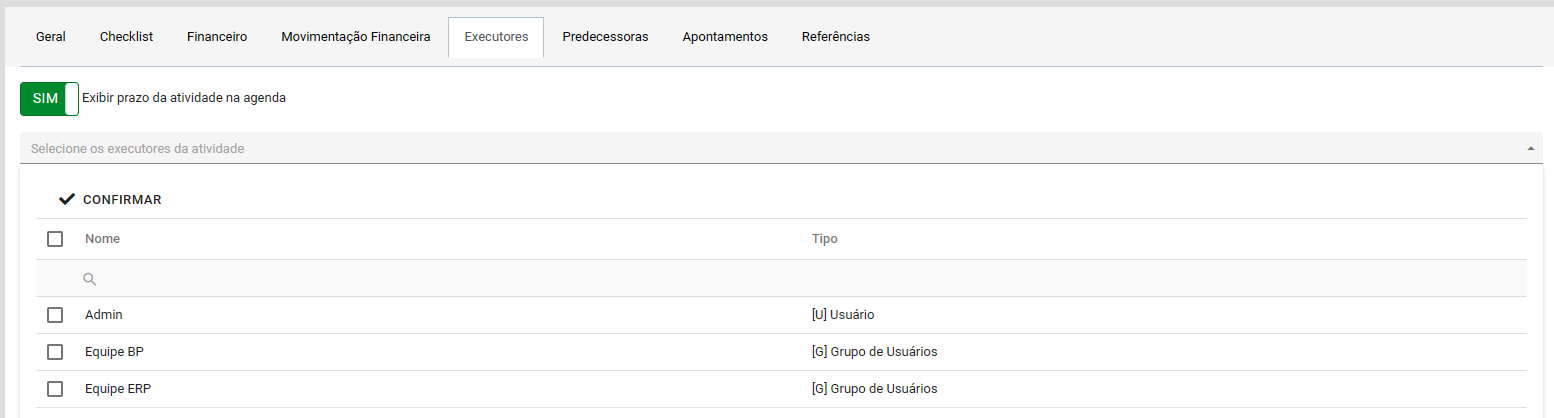 Geral Checklist Financeiro Movimentação Financeira Executores Predecessoras Apontamentos Referências
SIM Exibir prazo da atividade na agenda
Selecione os executores da atividade
CONFIRMAR
Nome Tipo
Admin [U] Usuário
Equipe BP [G] Grupo de Usuários
Equipe ERP [G] Grupo de Usuários